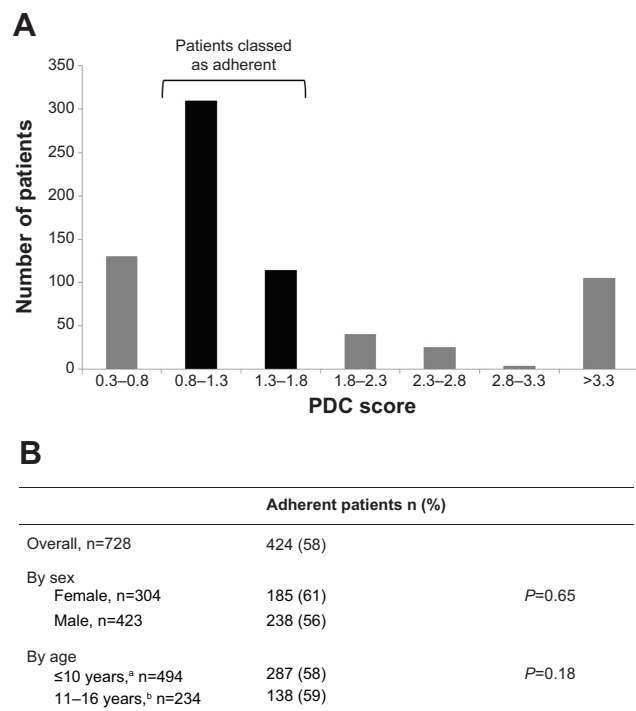 A
Patients classed
as adherent
350
300
250
200
150
100
50
0
Number of patients
0.3–0.8 0.8–1.3 1.3–1.8 1.8–2.3 2.3–2.8 2.8–3.3 >3.3
PDC score
B
Adherent patients n (%)
Overall, n=728 424 (58)
By sex
Female, n=304 185 (61) P=0.65
Male, n=423 238 (56)
By age
≤10 years,ᵃ n=494 287 (58) P=0.18
11–16 years,ᵇ n=234 138 (59)